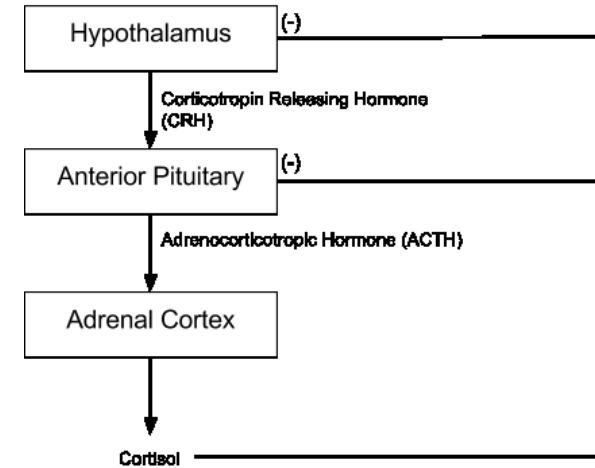 Hypothalamus
(-)
Corticotropin Releasing Hormone
(CRH)
Anterior Pituitary
(-)
Adrenocorticotropic Hormone (ACTH)
Adrenal Cortex
Cortisol